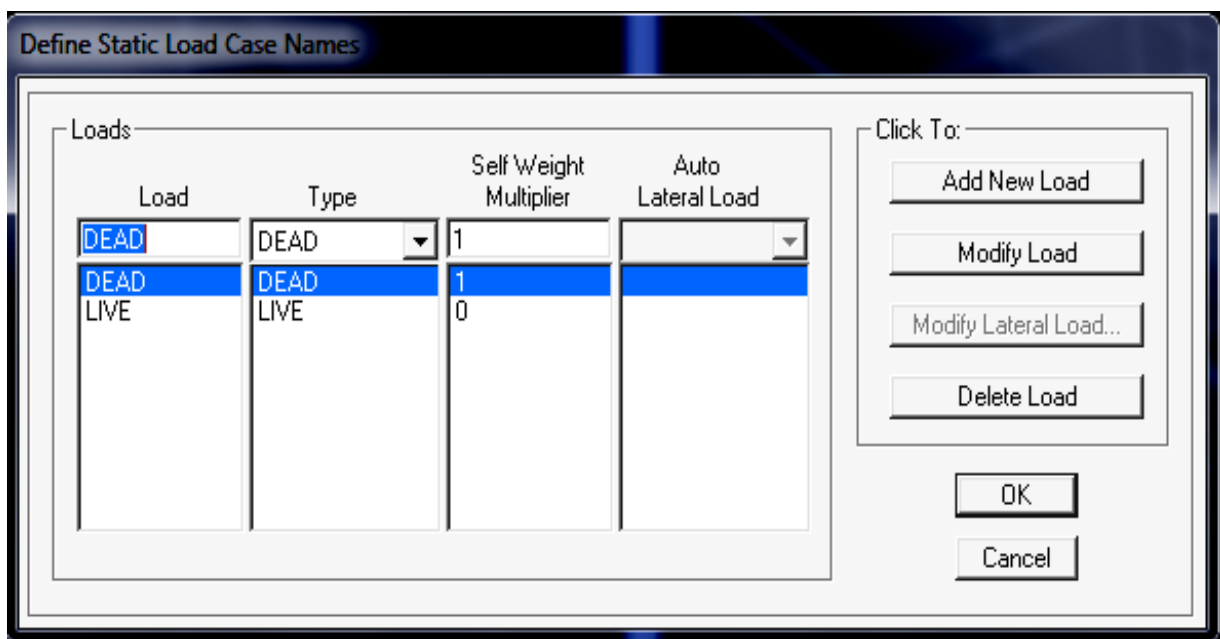 Define Static Load Case Names
Loads
Load
Type
Self Weight
Multiplier
Auto
Lateral Load
DEAD
DEAD
1
DEAD
DEAD
1
LIVE
LIVE
0
Click To:
Add New Load
Modify Load
Modify Lateral Load...
Delete Load
OK
Cancel